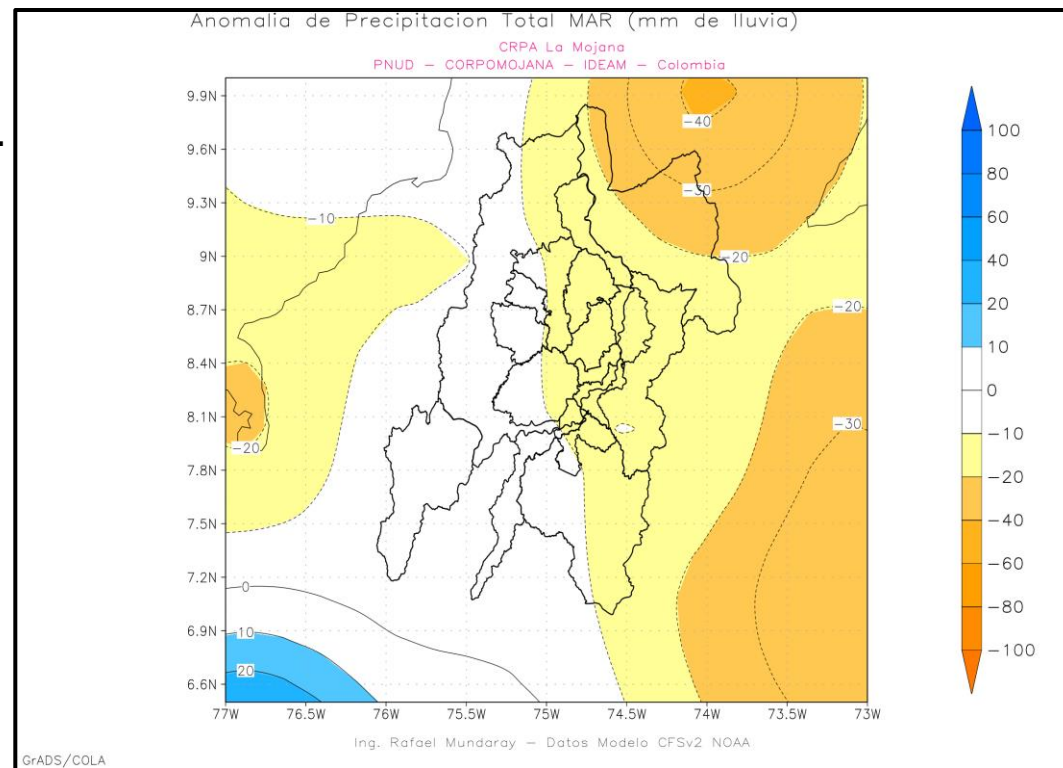 Anomalia de Precipitacion Total MAR (mm de lluvia)
CRPA La Mojana
PNUD – CORPOMOJANA – IDEAM – Colombia
9.9N
9.6N
9.3N
9N
8.7N
8.4N
8.1N
7.8N
7.5N
7.2N
6.9N
6.6N
77W 76.5W 76W 75.5W 75W 74.5W 74W 73.5W 73W
−40
−30
−10
−20
−20
−30
−20
0
10
20
100
80
60
40
20
10
0
−10
−20
−40
−60
−80
−100
Ing. Rafael Mundaray – Datos Modelo CFSv2 NOAA
GrADS/COLA